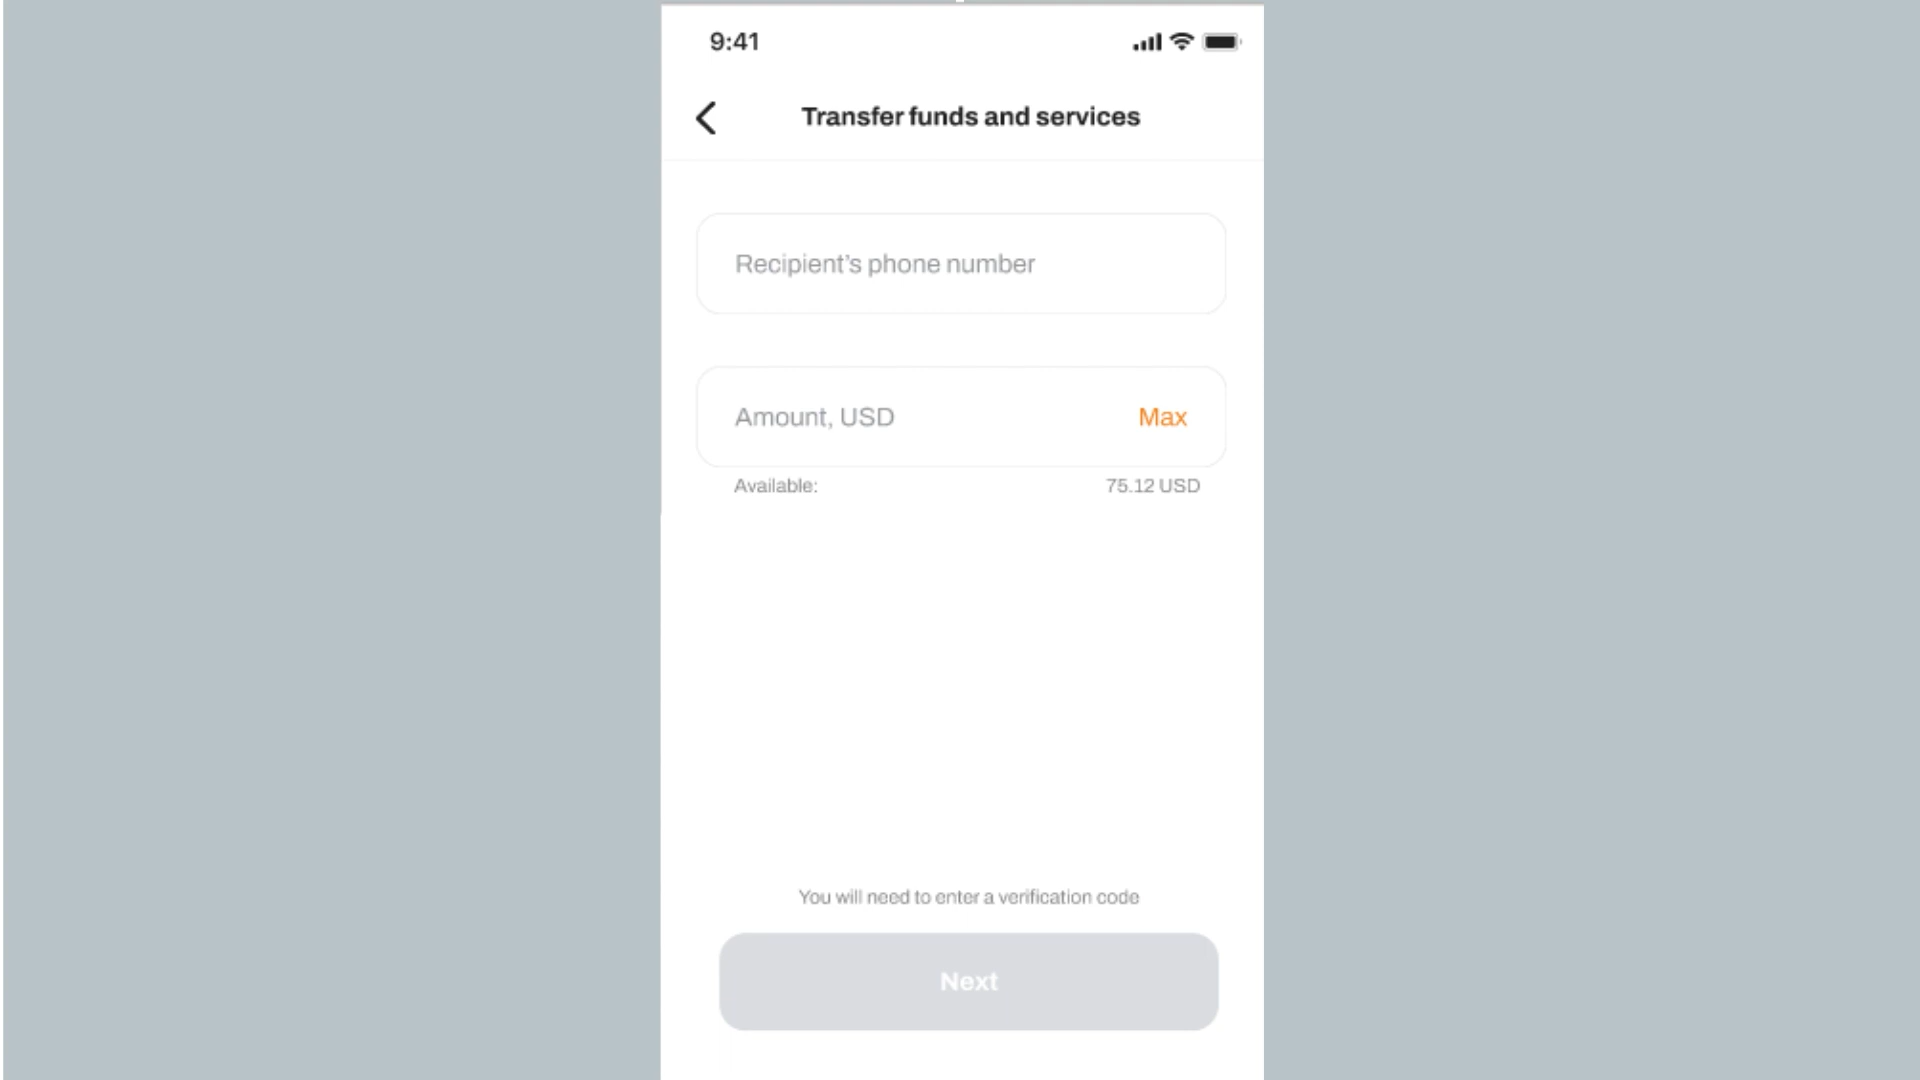 9:41
Transfer funds and services
Recipient’s phone number
Amount, USD Max
Available: 75.12 USD
You will need to enter a verification code
Next